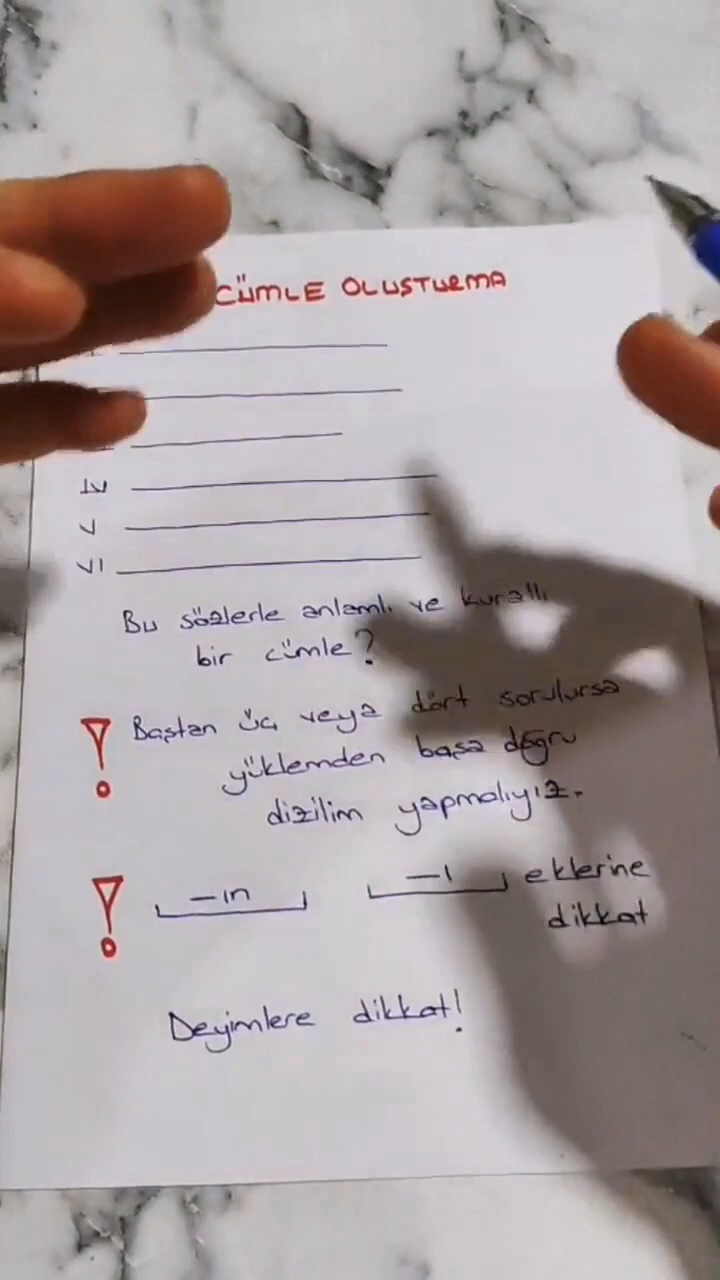 CÜMLE OLUŞTURMA
IV
V
VI
Bu sözlerle anlamlı ve kurallı
bir cümle?
! Baştan üç veya dört sorulursa
yüklemden başa doğru
dizilim yapmalıyız.
! -ın -ı eklerine
dikkat
Deyimlere dikkat!